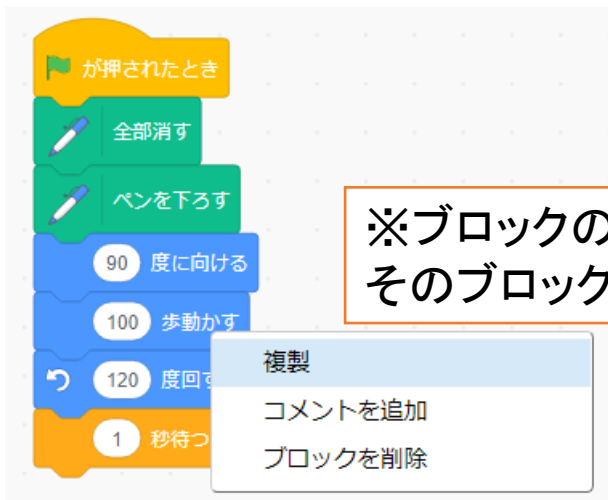 が押されたとき
全部消す
ペンを下ろす
90 度に向ける
100 歩動かす
120 度回す
1 秒待つ
※ブロックの
そのブロック
複製
コメントを追加
ブロックを削除